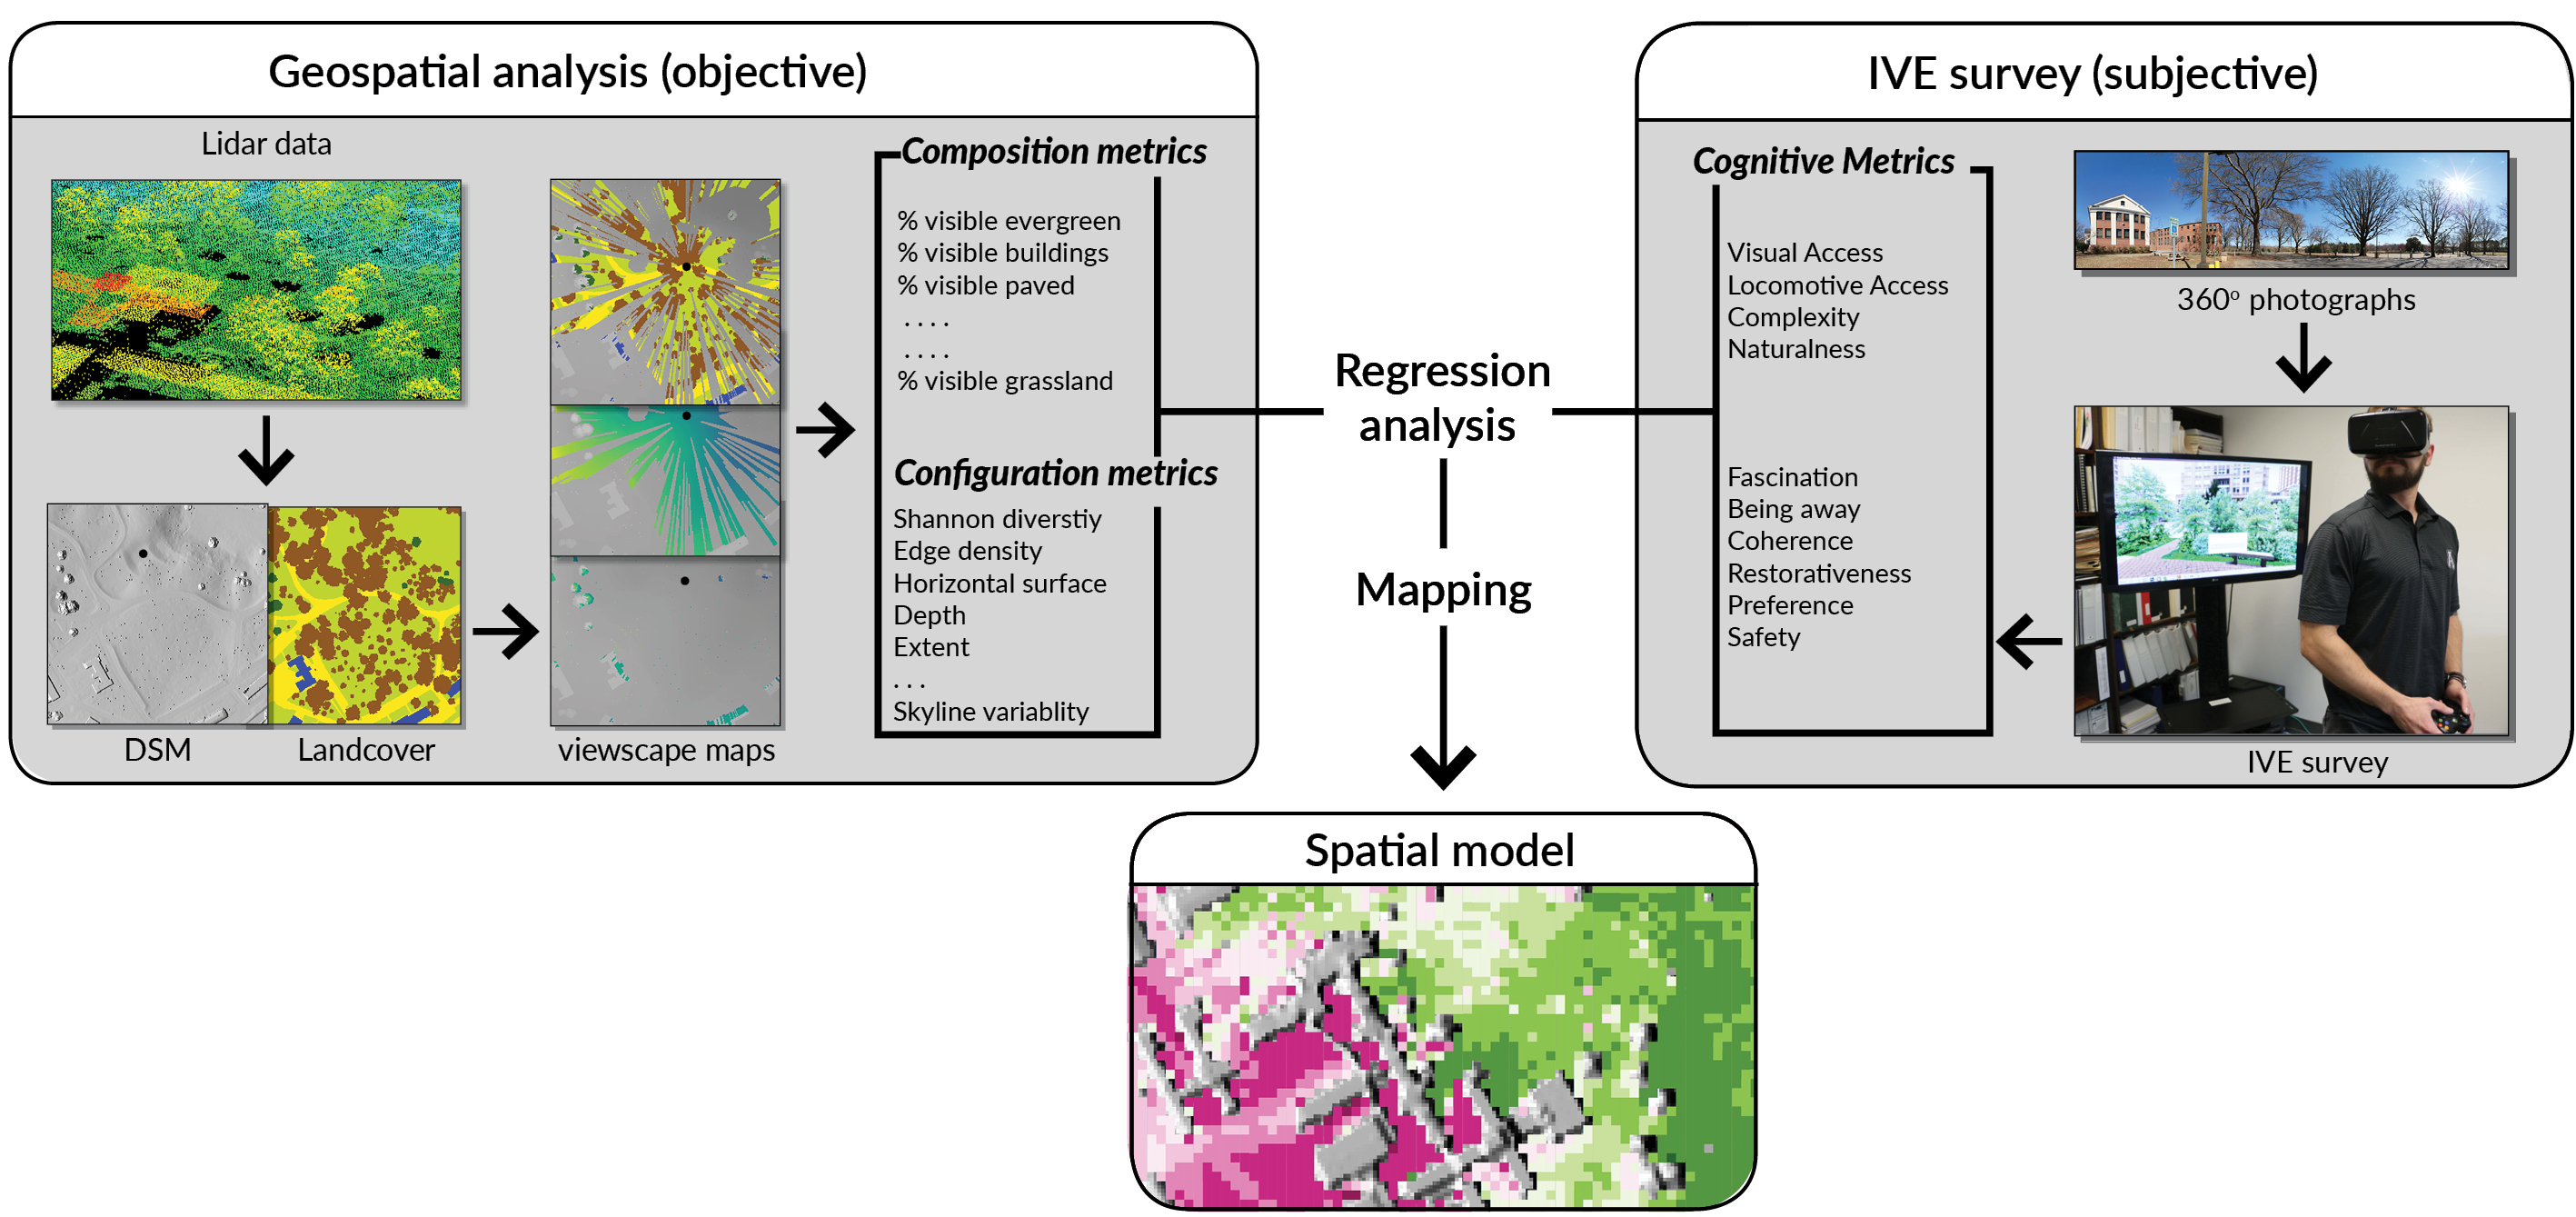 Geospatial analysis (objective)
Lidar data
DSM
Landcover
viewscape maps
Composition metrics
% visible evergreen
% visible buildings
% visible paved
. . . .
. . . .
% visible grassland
Configuration metrics
Shannon diverstiy
Edge density
Horizontal surface
Depth
Extent
. . .
Skyline variablity
Regression
analysis
Mapping
IVE survey (subjective)
Cognitive Metrics
Visual Access
Locomotive Access
Complexity
Naturalness
Fascination
Being away
Coherence
Restorativeness
Preference
Safety
360° photographs
IVE survey
Spatial model